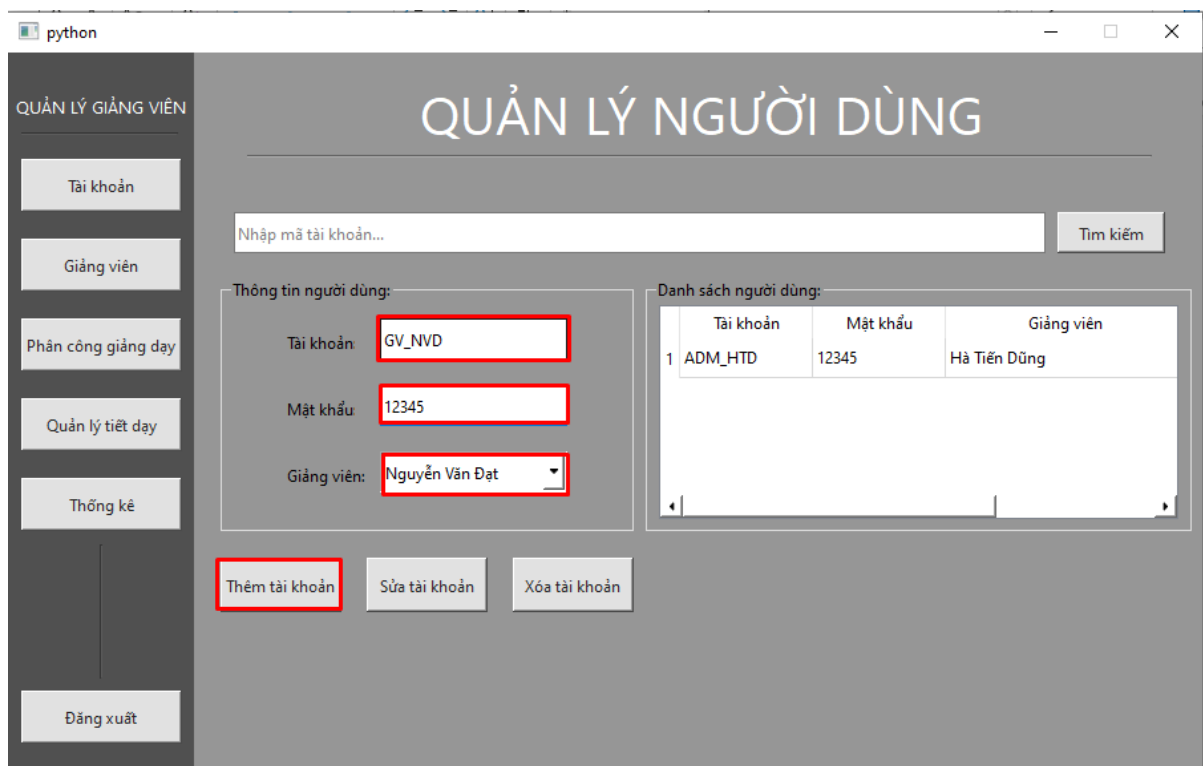 python
QUẢN LÝ GIẢNG VIÊN
Tài khoản
Giảng viên
Phân công giảng dạy
Quản lý tiết dạy
Thống kê
Đăng xuất
QUẢN LÝ NGƯỜI DÙNG
Nhập mã tài khoản...
Tìm kiếm
Thông tin người dùng:
Tài khoản: GV_NVD
Mật khẩu: 12345
Giảng viên: Nguyễn Văn Đạt
Danh sách người dùng:
Tài khoản Mật khẩu Giảng viên
1 ADM_HTD 12345 Hà Tiến Dũng
Thêm tài khoản Sửa tài khoản Xóa tài khoản